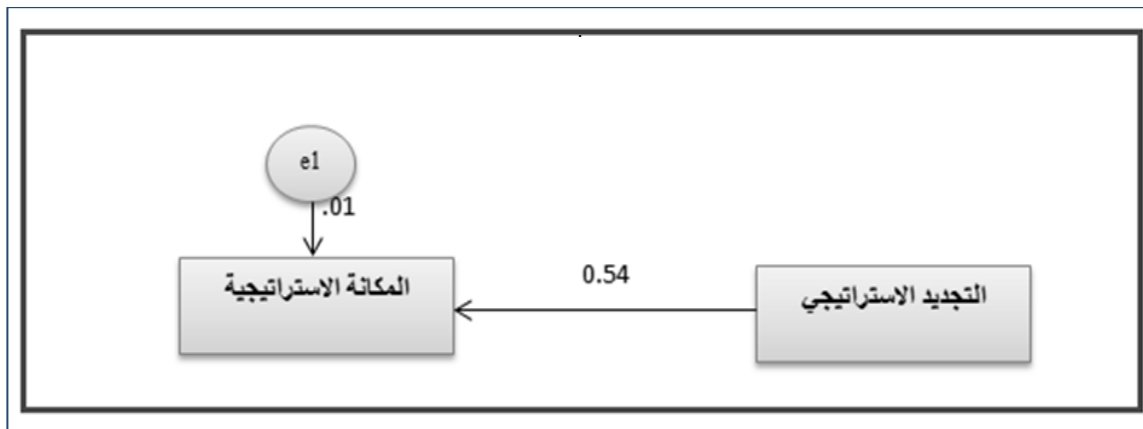 e1
.01
المكانة الاستراتيجية
0.54
التجديد الاستراتيجي